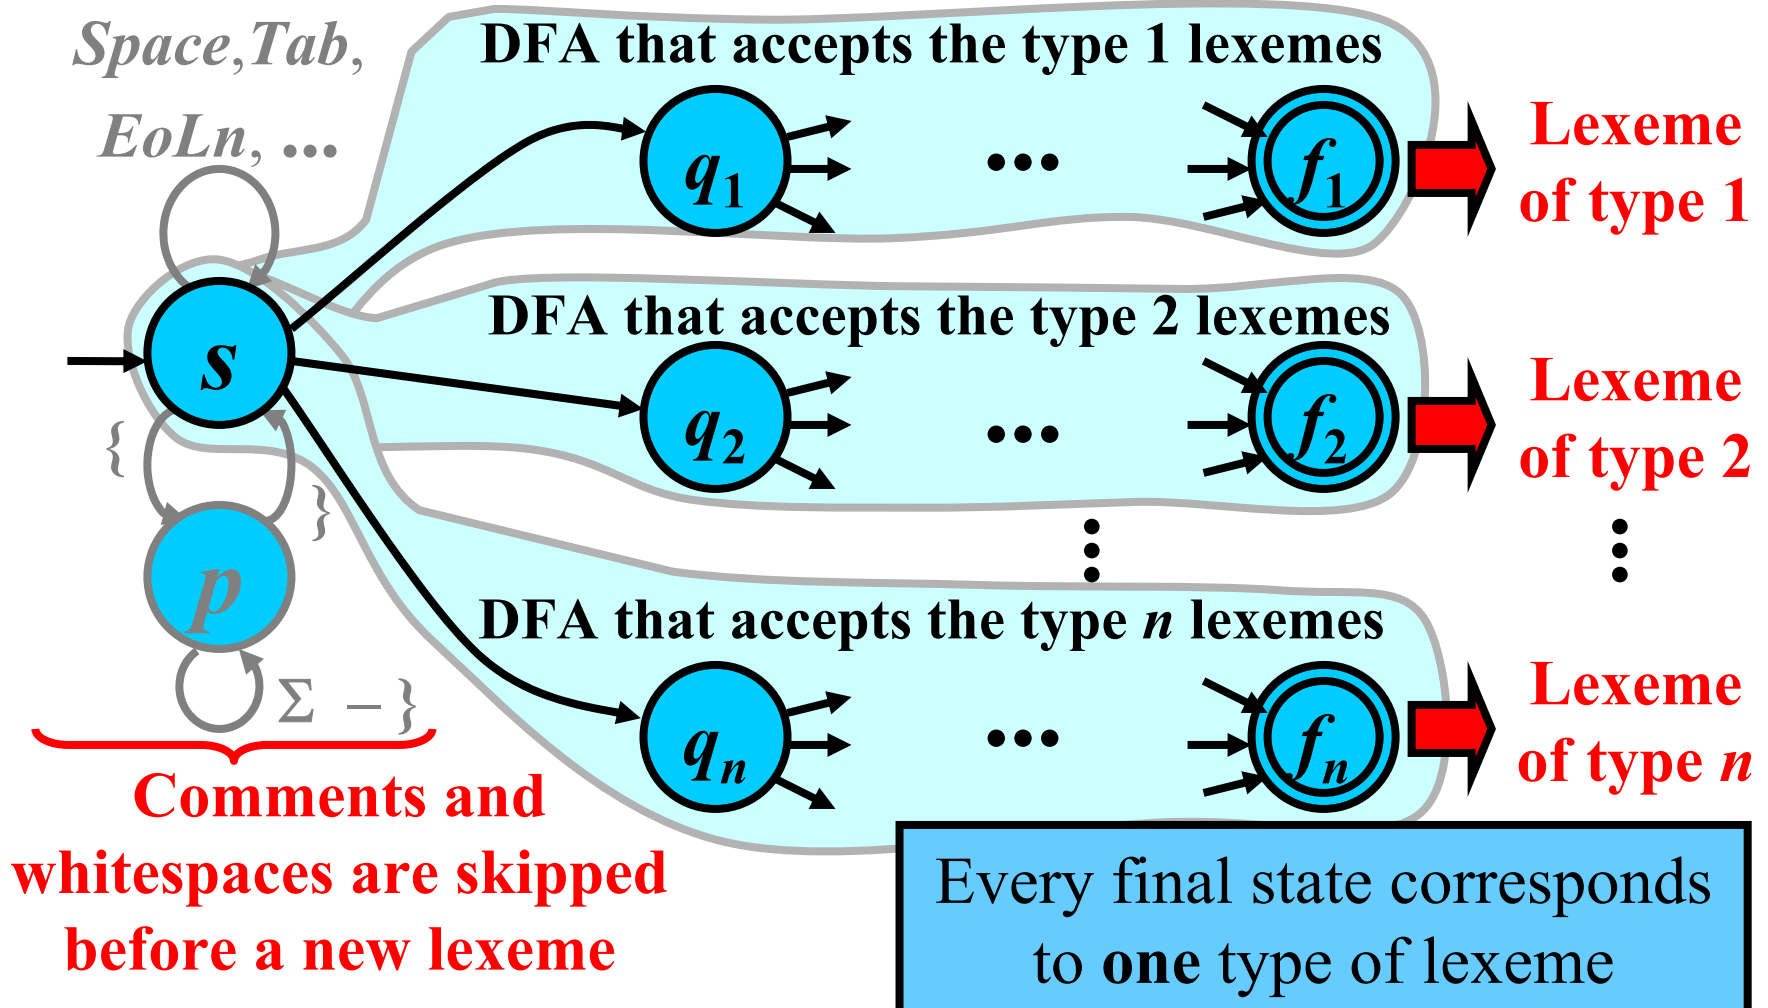 Space, Tab,
EoLn, ...
DFA that accepts the type 1 lexemes
q1
...
f1
Lexeme
of type 1
s
DFA that accepts the type 2 lexemes
q2
...
f2
Lexeme
of type 2
{
}
p
Σ – }
DFA that accepts the type n lexemes
qn
...
fn
Lexeme
of type n
Comments and
whitespaces are skipped
before a new lexeme
Every final state corresponds
to one type of lexeme